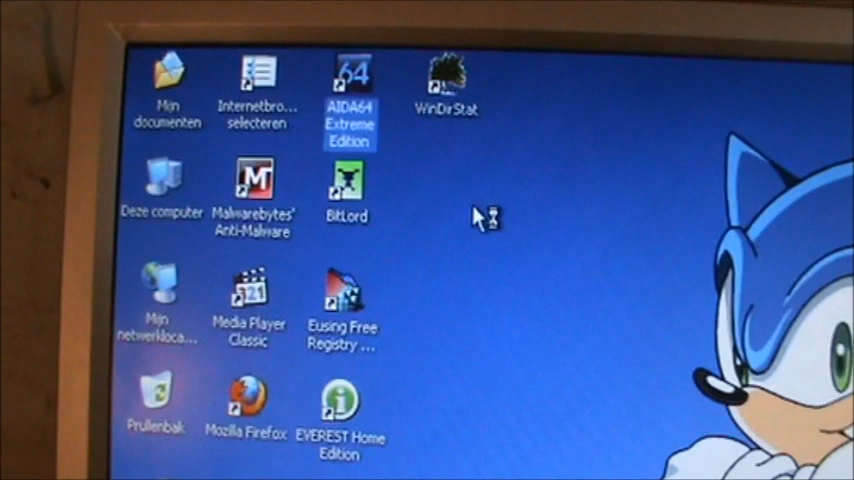 Mijn
documenten
Internetbro...
selecteren
64
AIDA64
Extreme
Edition
WinDirStat
Deze computer
M
Malwarebytes'
Anti-Malware
BitLord
Mijn
netwerkloca...
321
Media Player
Classic
Eusing Free
Registry ...
Prullenbak
Mozilla Firefox
i
EVEREST Home
Edition